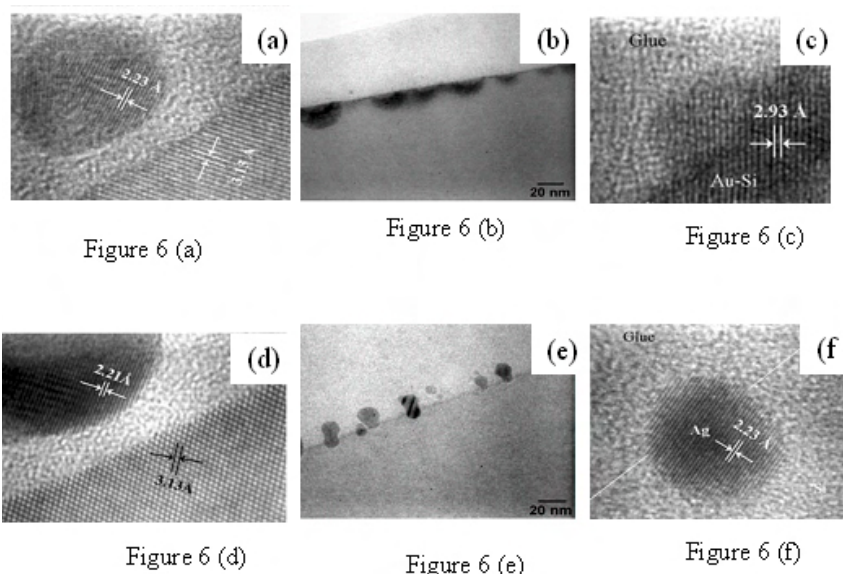 (a)
2.23 Å
3.13 Å
(b)
20 nm
(c)
Glue
2.93 Å
Au-Si
Figure 6 (a)
Figure 6 (b)
Figure 6 (c)
(d)
2.21Å
3.13Å
(e)
20 nm
(f
Glue
Ag
2.23 Å
Figure 6 (d)
Figure 6 (e)
Figure 6 (f)